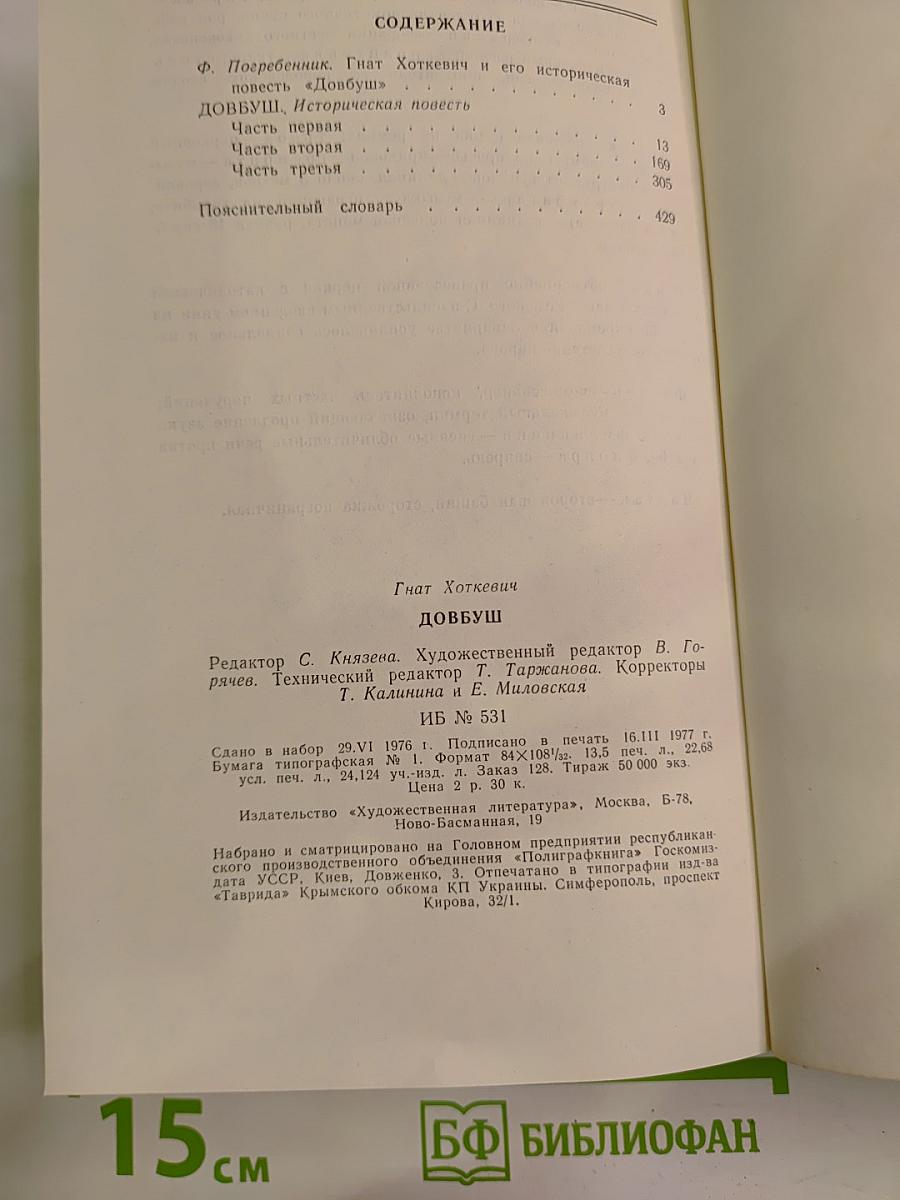 СОДЕРЖАНИЕ
Ф. Погребенник. Гнат Хоткевич и его историческая
повесть «Довбуш» . . . . . . . . . . . 3
ДОВБУШ. Историческая повесть
Часть первая . . . . . . . . . . . . . 13
Часть вторая . . . . . . . . . . . . . 169
Часть третья . . . . . . . . . . . . . 305
Пояснительный словарь . . . . . . . . . . 429
Гнат Хоткевич
ДОВБУШ
Редактор С. Князева. Художественный редактор В. Го-
рячев. Технический редактор Т. Таржанова. Корректоры
Т. Калинина и Е. Миловская
ИБ № 531
Сдано в набор 29.VI 1976 г. Подписано в печать 16.III 1977 г.
Бумага типографская № 1. Формат 84×108¹/₃₂. 13,5 печ. л., 22,68
усл. печ. л., 24,124 уч.-изд. л. Заказ 128. Тираж 50 000 экз.
Цена 2 р. 30 к.
Издательство «Художественная литература», Москва, Б-78,
Ново-Басманная, 19
Набрано и сматрицировано на Головном предприятии республикан-
ского производственного объединения «Полиграфкнига» Госкомиз-
дата УССР, Киев, Довженко, 3. Отпечатано в типографии изд-ва
«Таврида» Крымского обкома КП Украины. Симферополь, проспект
Кирова, 32/1.
15 см
БФ БИБЛИОФАН